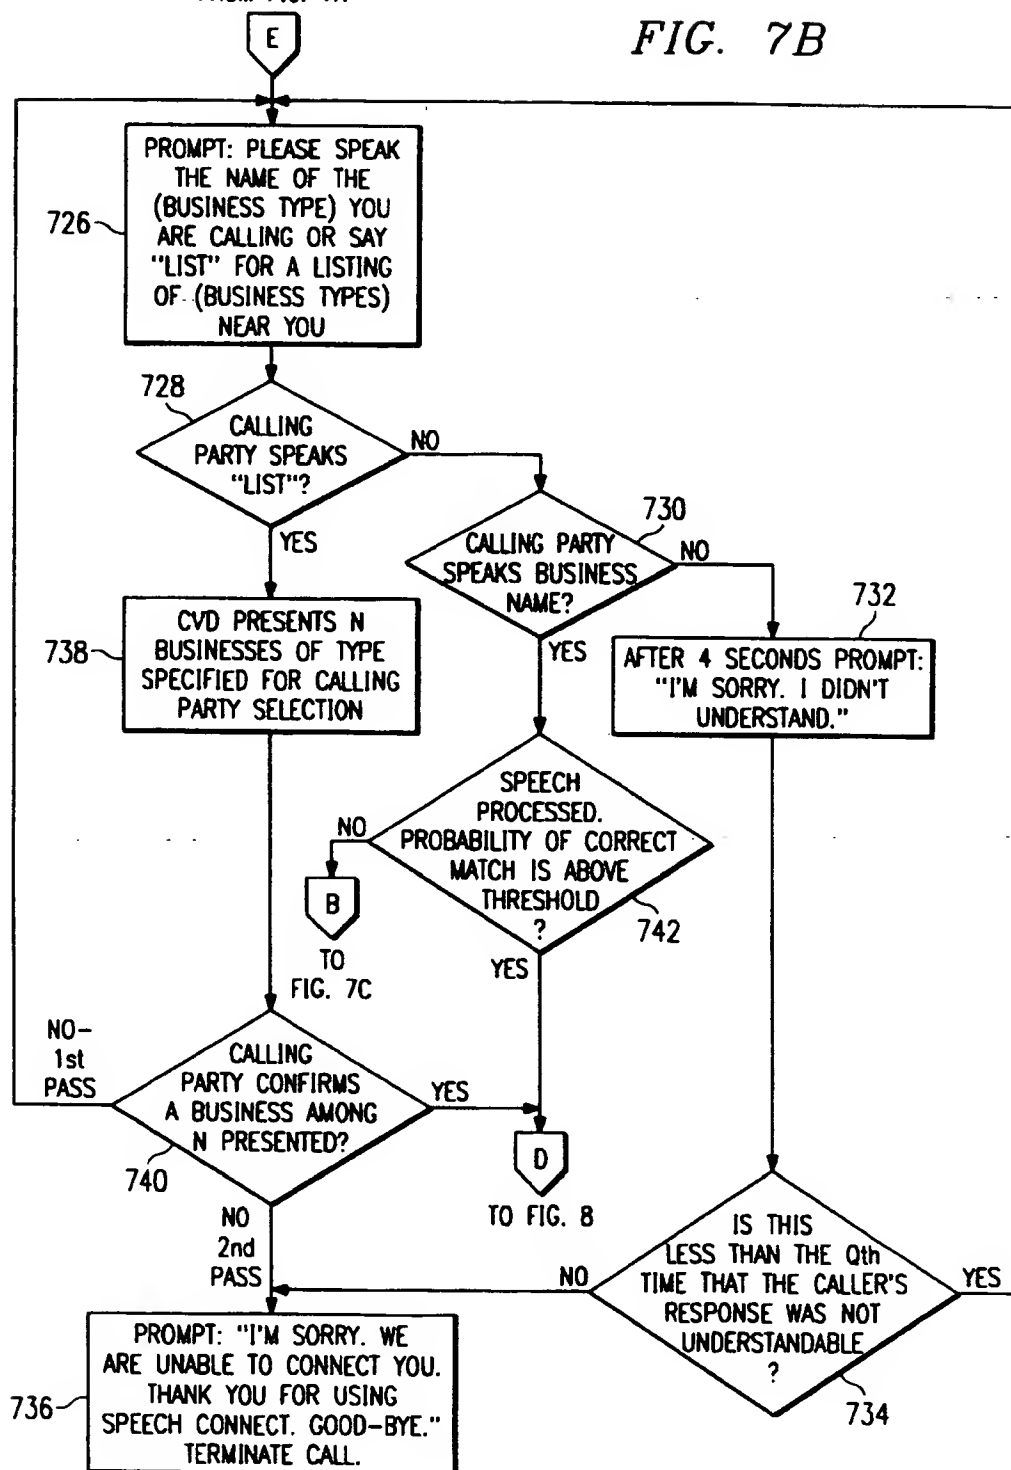 E
FIG. 7B
PROMPT: PLEASE SPEAK
THE NAME OF THE
(BUSINESS TYPE) YOU
ARE CALLING OR SAY
"LIST" FOR A LISTING
OF (BUSINESS TYPES)
NEAR YOU
726
728
CALLING
PARTY SPEAKS
"LIST"?
NO
YES
730
CALLING PARTY
SPEAKS BUSINESS
NAME?
NO
YES
732
AFTER 4 SECONDS PROMPT:
"I'M SORRY. I DIDN'T
UNDERSTAND."
738
CVD PRESENTS N
BUSINESSES OF TYPE
SPECIFIED FOR CALLING
PARTY SELECTION
SPEECH
PROCESSED.
PROBABILITY OF CORRECT
MATCH IS ABOVE
THRESHOLD
?
742
NO
B
TO
FIG. 7C
YES
NO-
1st
PASS
CALLING
PARTY CONFIRMS
A BUSINESS AMONG
N PRESENTED?
YES
740
D
TO FIG. 8
NO
2nd
PASS
IS THIS
LESS THAN THE Qth
TIME THAT THE CALLER'S
RESPONSE WAS NOT
UNDERSTANDABLE
?
NO
YES
734
736
PROMPT: "I'M SORRY. WE
ARE UNABLE TO CONNECT YOU.
THANK YOU FOR USING
SPEECH CONNECT. GOOD-BYE."
TERMINATE CALL.